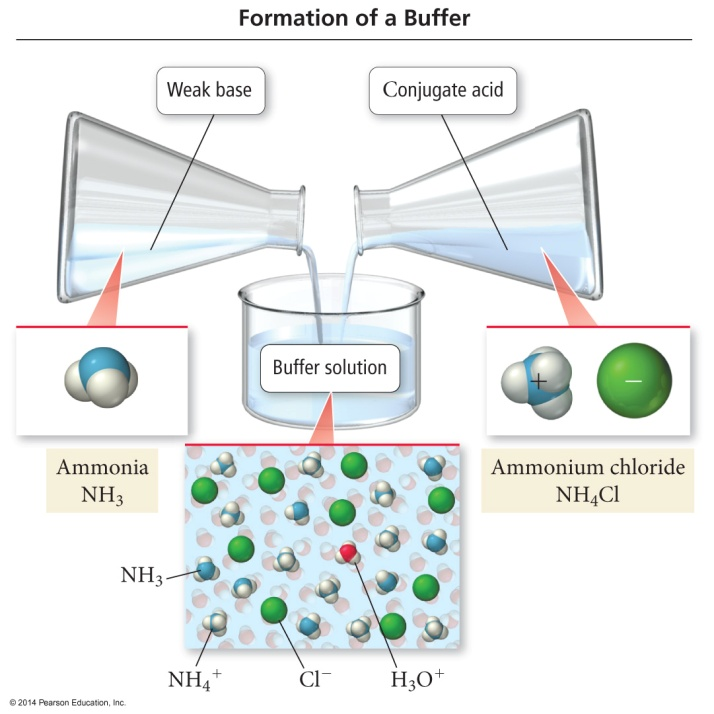 Formation of a Buffer
Weak base
Conjugate acid
Buffer solution
+
−
Ammonia
NH₃
Ammonium chloride
NH₄Cl
NH₃
NH₄⁺
Cl⁻
H₃O⁺
© 2014 Pearson Education, Inc.